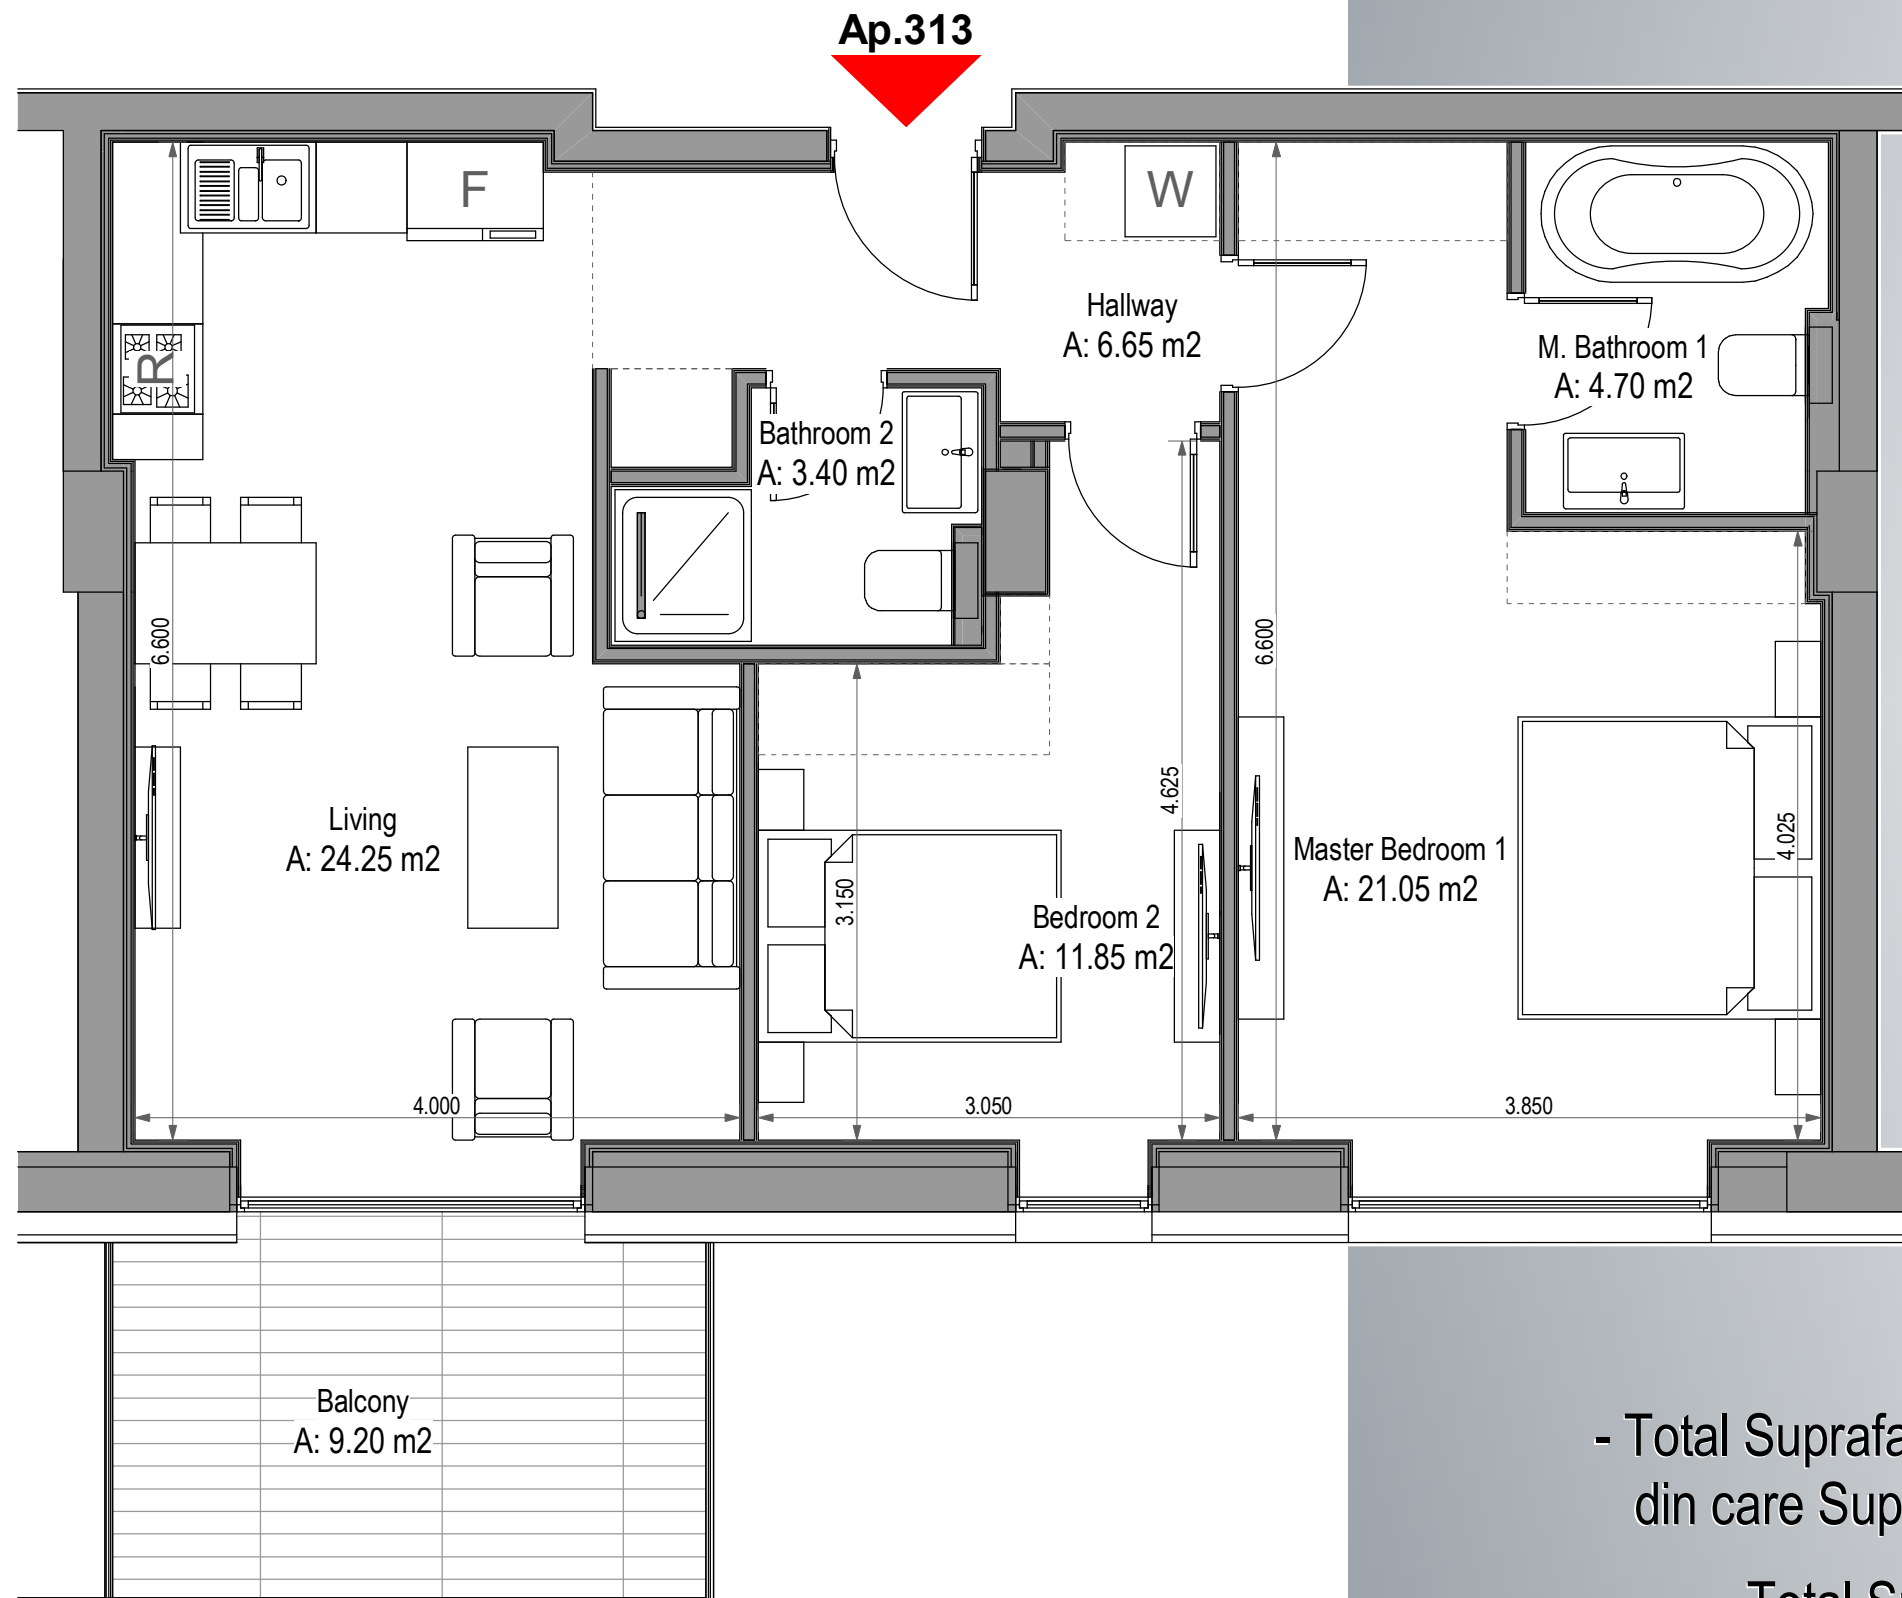 Ap.313
F
W
R
Hallway
A: 6.65 m2
M. Bathroom 1
A: 4.70 m2
Bathroom 2
A: 3.40 m2
6.600
6.600
4.625
Living
A: 24.25 m2
Master Bedroom 1
A: 21.05 m2
4.025
3.150
Bedroom 2
A: 11.85 m2
4.000
3.050
3.850
Balcony
A: 9.20 m2
- Total Suprafa
din care Sup
Total S